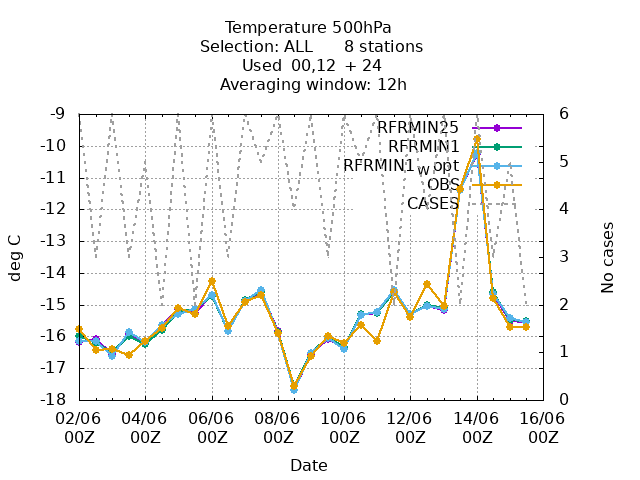 Temperature 500hPa
Selection: ALL 8 stations
Used 00,12 + 24
Averaging window: 12h
RFRMIN25
RFRMIN1
RFRMIN1_w_opt
OBS
CASES
-9
-10
-11
-12
-13
-14
-15
-16
-17
-18
deg C
6
5
4
3
2
1
0
No cases
02/06 04/06 06/06 08/06 10/06 12/06 14/06 16/06
00Z 00Z 00Z 00Z 00Z 00Z 00Z 00Z
Date